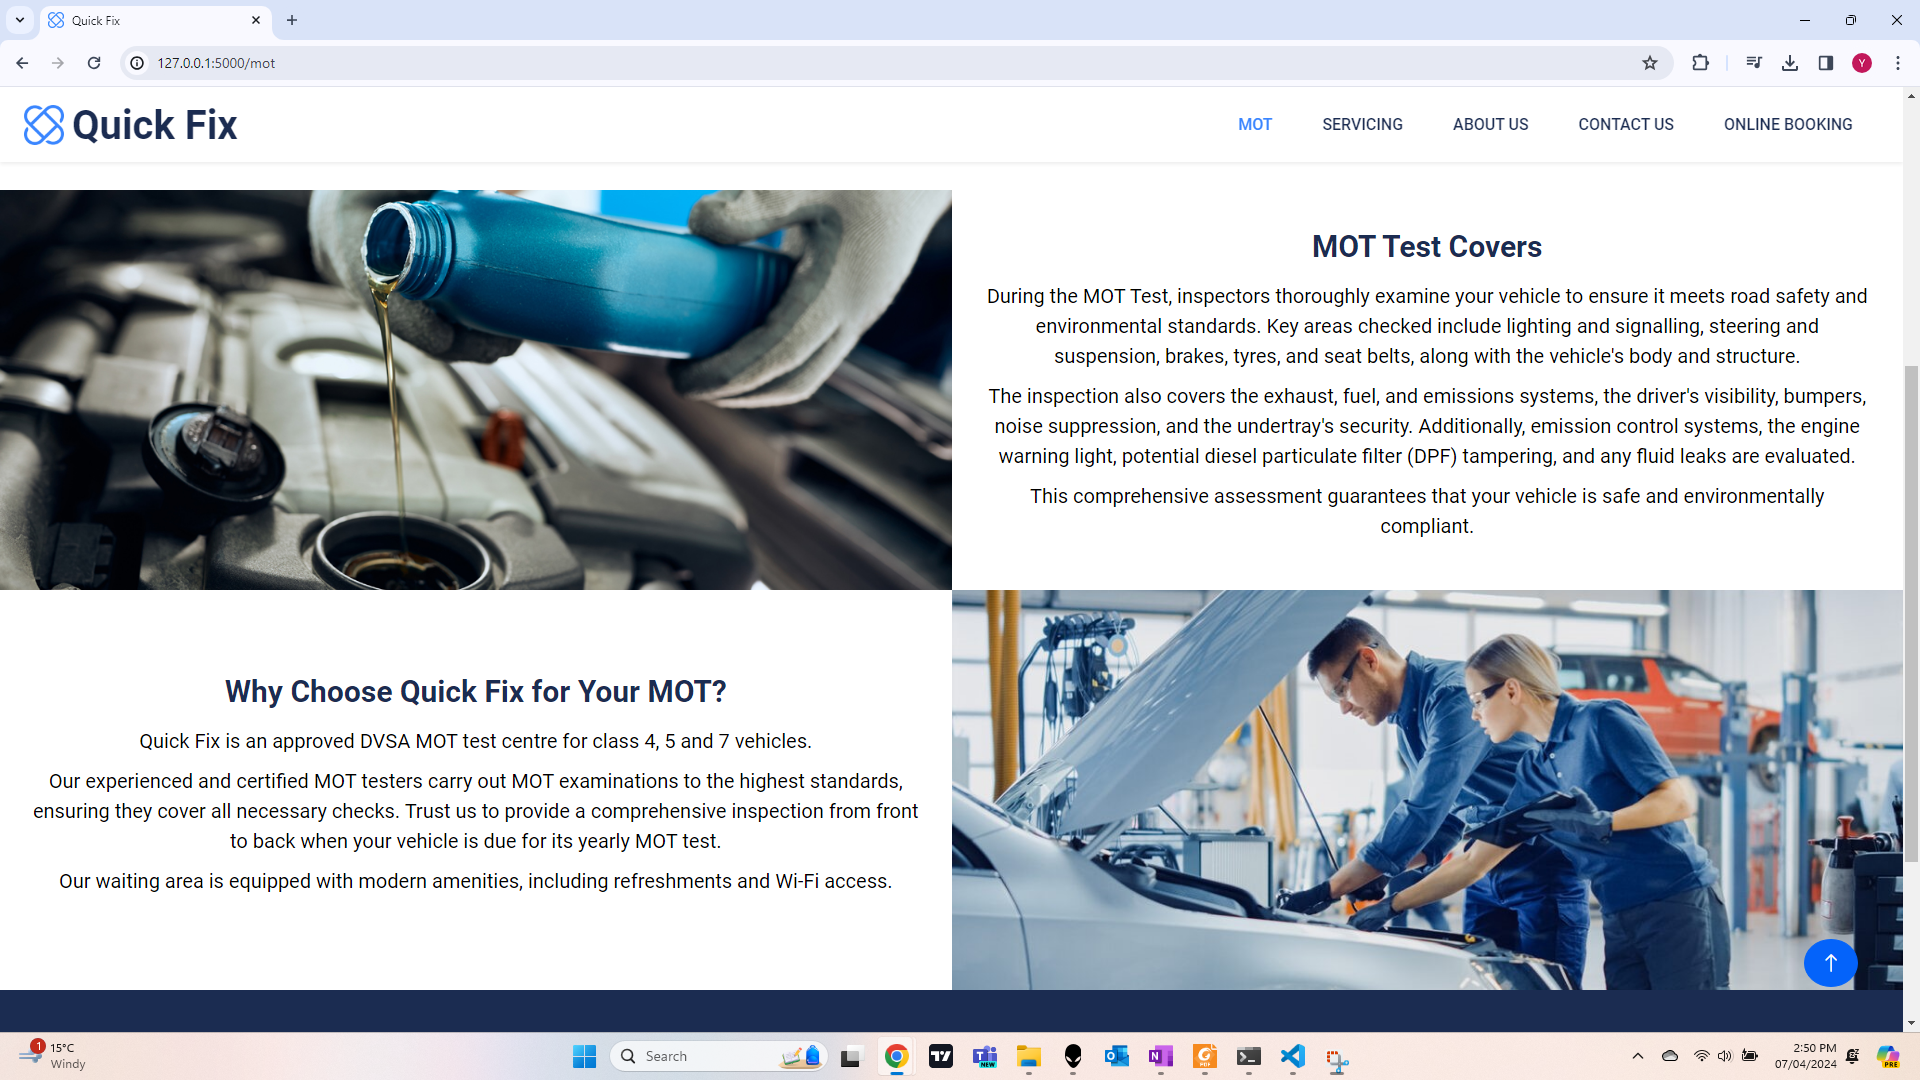 Quick Fix
127.0.0.1:5000/mot
Y
Quick Fix
MOT
SERVICING
ABOUT US
CONTACT US
ONLINE BOOKING
MOT Test Covers
During the MOT Test, inspectors thoroughly examine your vehicle to ensure it meets road safety and
environmental standards. Key areas checked include lighting and signalling, steering and
suspension, brakes, tyres, and seat belts, along with the vehicle's body and structure.
The inspection also covers the exhaust, fuel, and emissions systems, the driver's visibility, bumpers,
noise suppression, and the undertray's security. Additionally, emission control systems, the engine
warning light, potential diesel particulate filter (DPF) tampering, and any fluid leaks are evaluated.
This comprehensive assessment guarantees that your vehicle is safe and environmentally
compliant.
Why Choose Quick Fix for Your MOT?
Quick Fix is an approved DVSA MOT test centre for class 4, 5 and 7 vehicles.
Our experienced and certified MOT testers carry out MOT examinations to the highest standards,
ensuring they cover all necessary checks. Trust us to provide a comprehensive inspection from front
to back when your vehicle is due for its yearly MOT test.
Our waiting area is equipped with modern amenities, including refreshments and Wi-Fi access.
1
15°C
Windy
Search
NEW
PDF
2:50 PM
07/04/2024
PRE